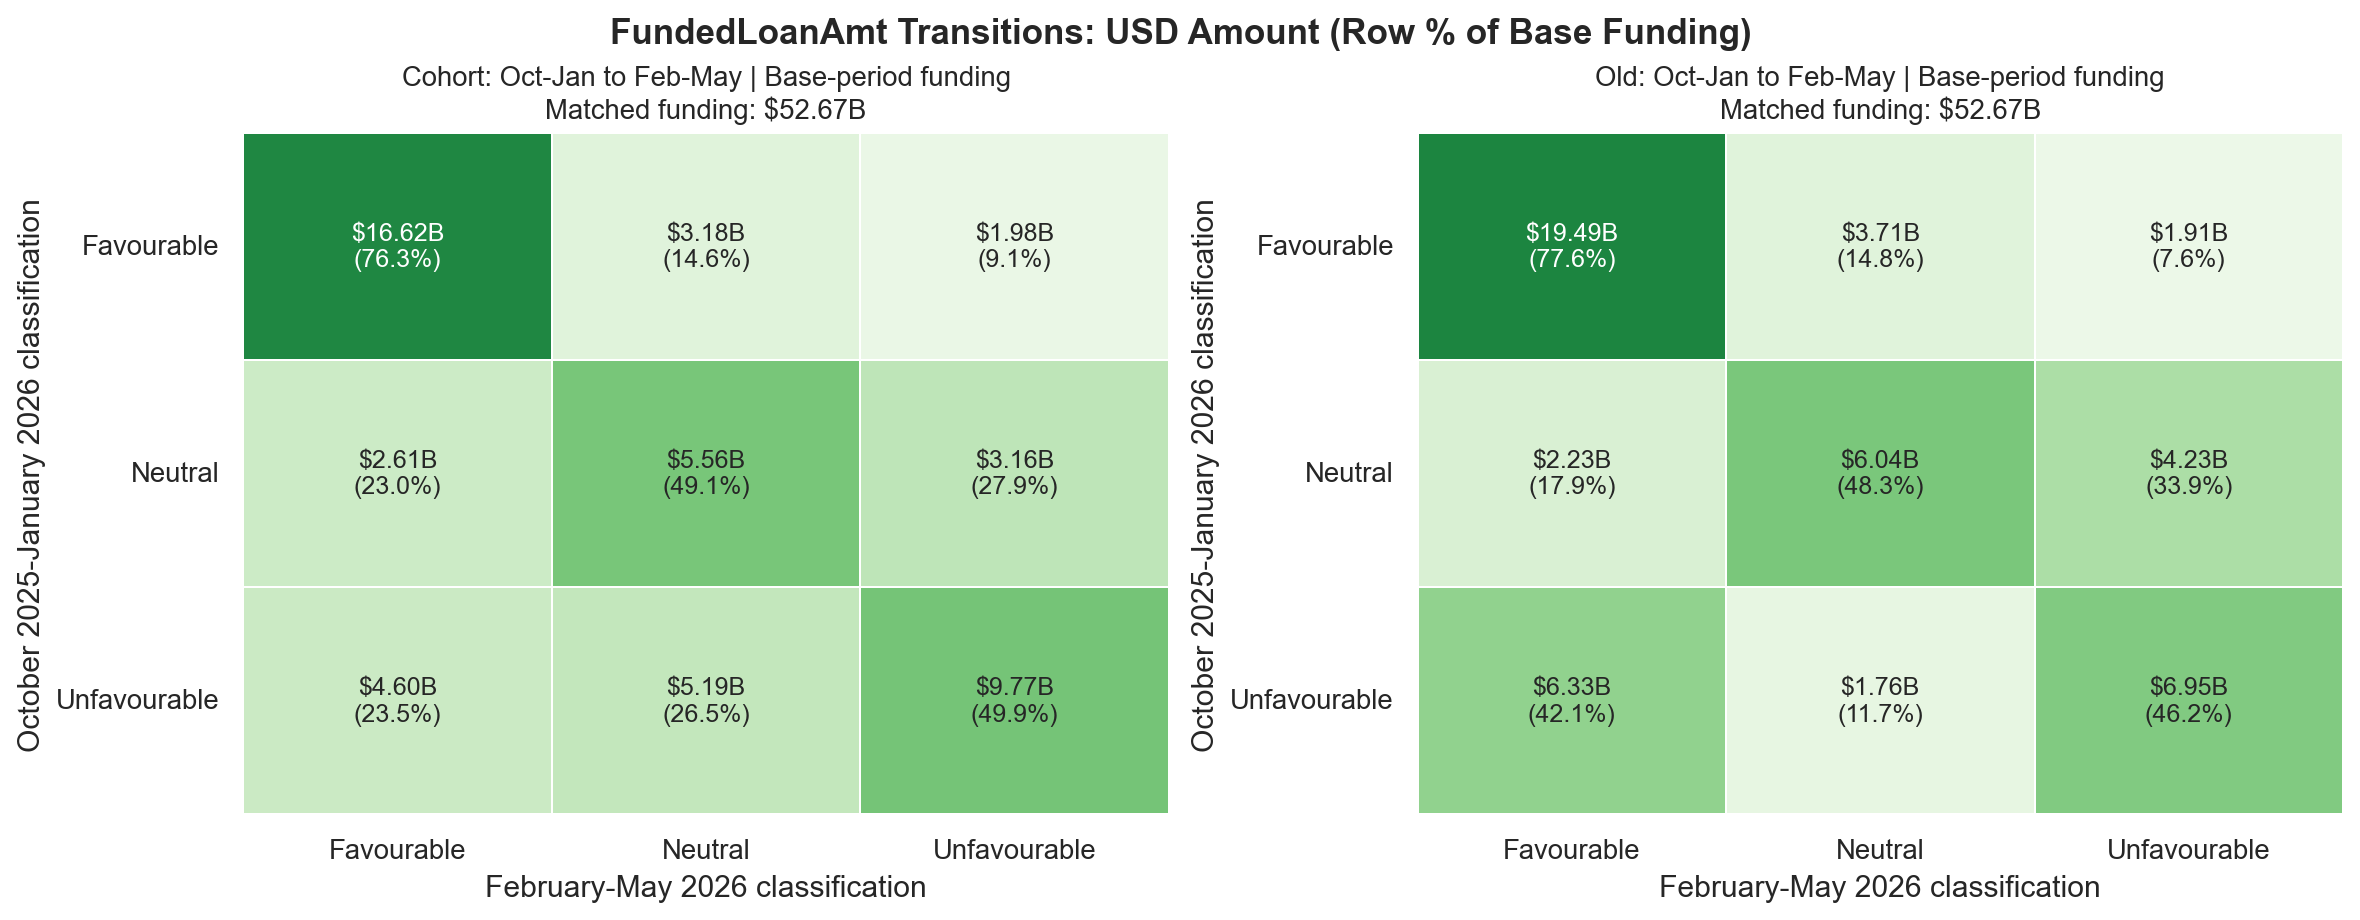 FundedLoanAmt Transitions: USD Amount (Row % of Base Funding)
Cohort: Oct-Jan to Feb-May | Base-period funding
Matched funding: $52.67B
October 2025-January 2026 classification
Favourable
$16.62B
(76.3%)
$3.18B
(14.6%)
$1.98B
(9.1%)
Neutral
$2.61B
(23.0%)
$5.56B
(49.1%)
$3.16B
(27.9%)
Unfavourable
$4.60B
(23.5%)
$5.19B
(26.5%)
$9.77B
(49.9%)
Favourable
Neutral
Unfavourable
February-May 2026 classification
Old: Oct-Jan to Feb-May | Base-period funding
Matched funding: $52.67B
October 2025-January 2026 classification
Favourable
$19.49B
(77.6%)
$3.71B
(14.8%)
$1.91B
(7.6%)
Neutral
$2.23B
(17.9%)
$6.04B
(48.3%)
$4.23B
(33.9%)
Unfavourable
$6.33B
(42.1%)
$1.76B
(11.7%)
$6.95B
(46.2%)
Favourable
Neutral
Unfavourable
February-May 2026 classification